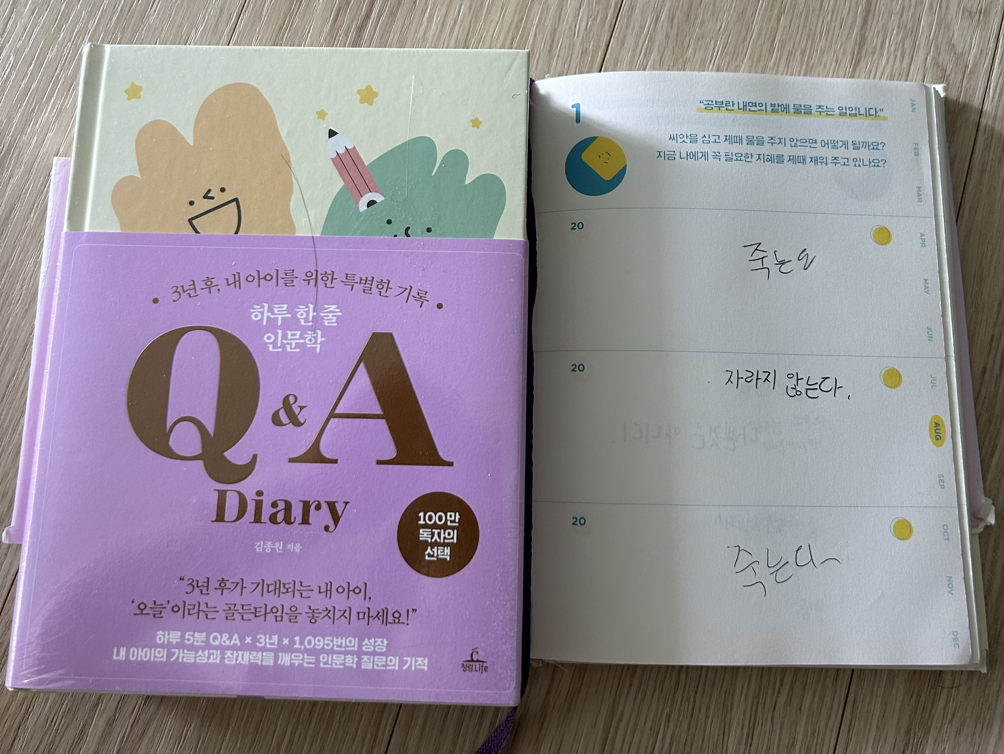 3년 후, 내 아이를 위한 특별한 기록
하루 한 줄
인문학
Q & A
Diary
김종원 지음
100만
독자의
선택
“3년 후가 기대되는 내 아이,
‘오늘’이라는 골든타임을 놓치지 마세요!”
하루 5분 Q&A × 3년 × 1,095번의 성장
내 아이의 가능성과 잠재력을 깨우는 인문학 질문의 기적
청림Life
1
“공부란 내면의 밭에 물을 주는 일입니다.”
씨앗을 심고 제때 물을 주지 않으면 어떻게 될까요?
지금 나에게 꼭 필요한 지혜를 제때 채워 주고 있나요?
20
죽는요
20
자라지 않는다.
20
죽는다~
JAN
FEB
MAR
APR
MAY
JUN
JUL
AUG
SEP
OCT
NOV
DEC